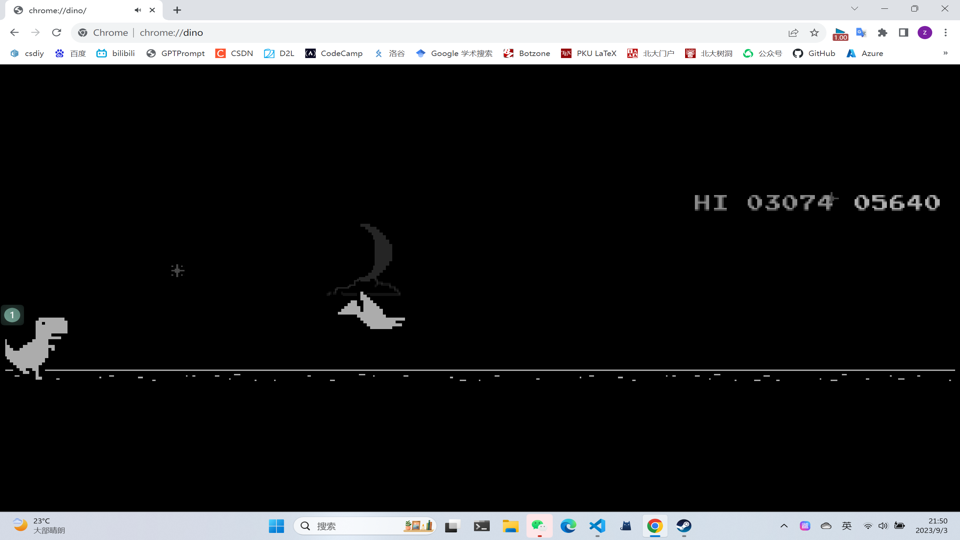 chrome://dino/
Chrome | chrome://dino
1.00
z
csdiy 百度 bilibili GPTPrompt CSDN D2L CodeCamp 洛谷 Google 学术搜索 Botzone PKU LaTeX 北大门户 北大树洞 公众号 GitHub Azure »
HI 03074 05640
1
23°C
大部晴朗
搜索
英
21:50
2023/9/3